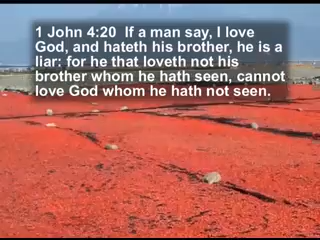 1 John 4:20  If a man say, I love
God, and hateth his brother, he is a
liar: for he that loveth not his
brother whom he hath seen, cannot
love God whom he hath not seen.